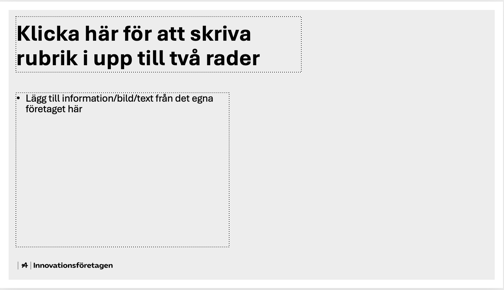 Klicka här för att skriva
rubrik i upp till två rader
• Lägg till information/bild/text från det egna
företaget här
Innovationsföretagen